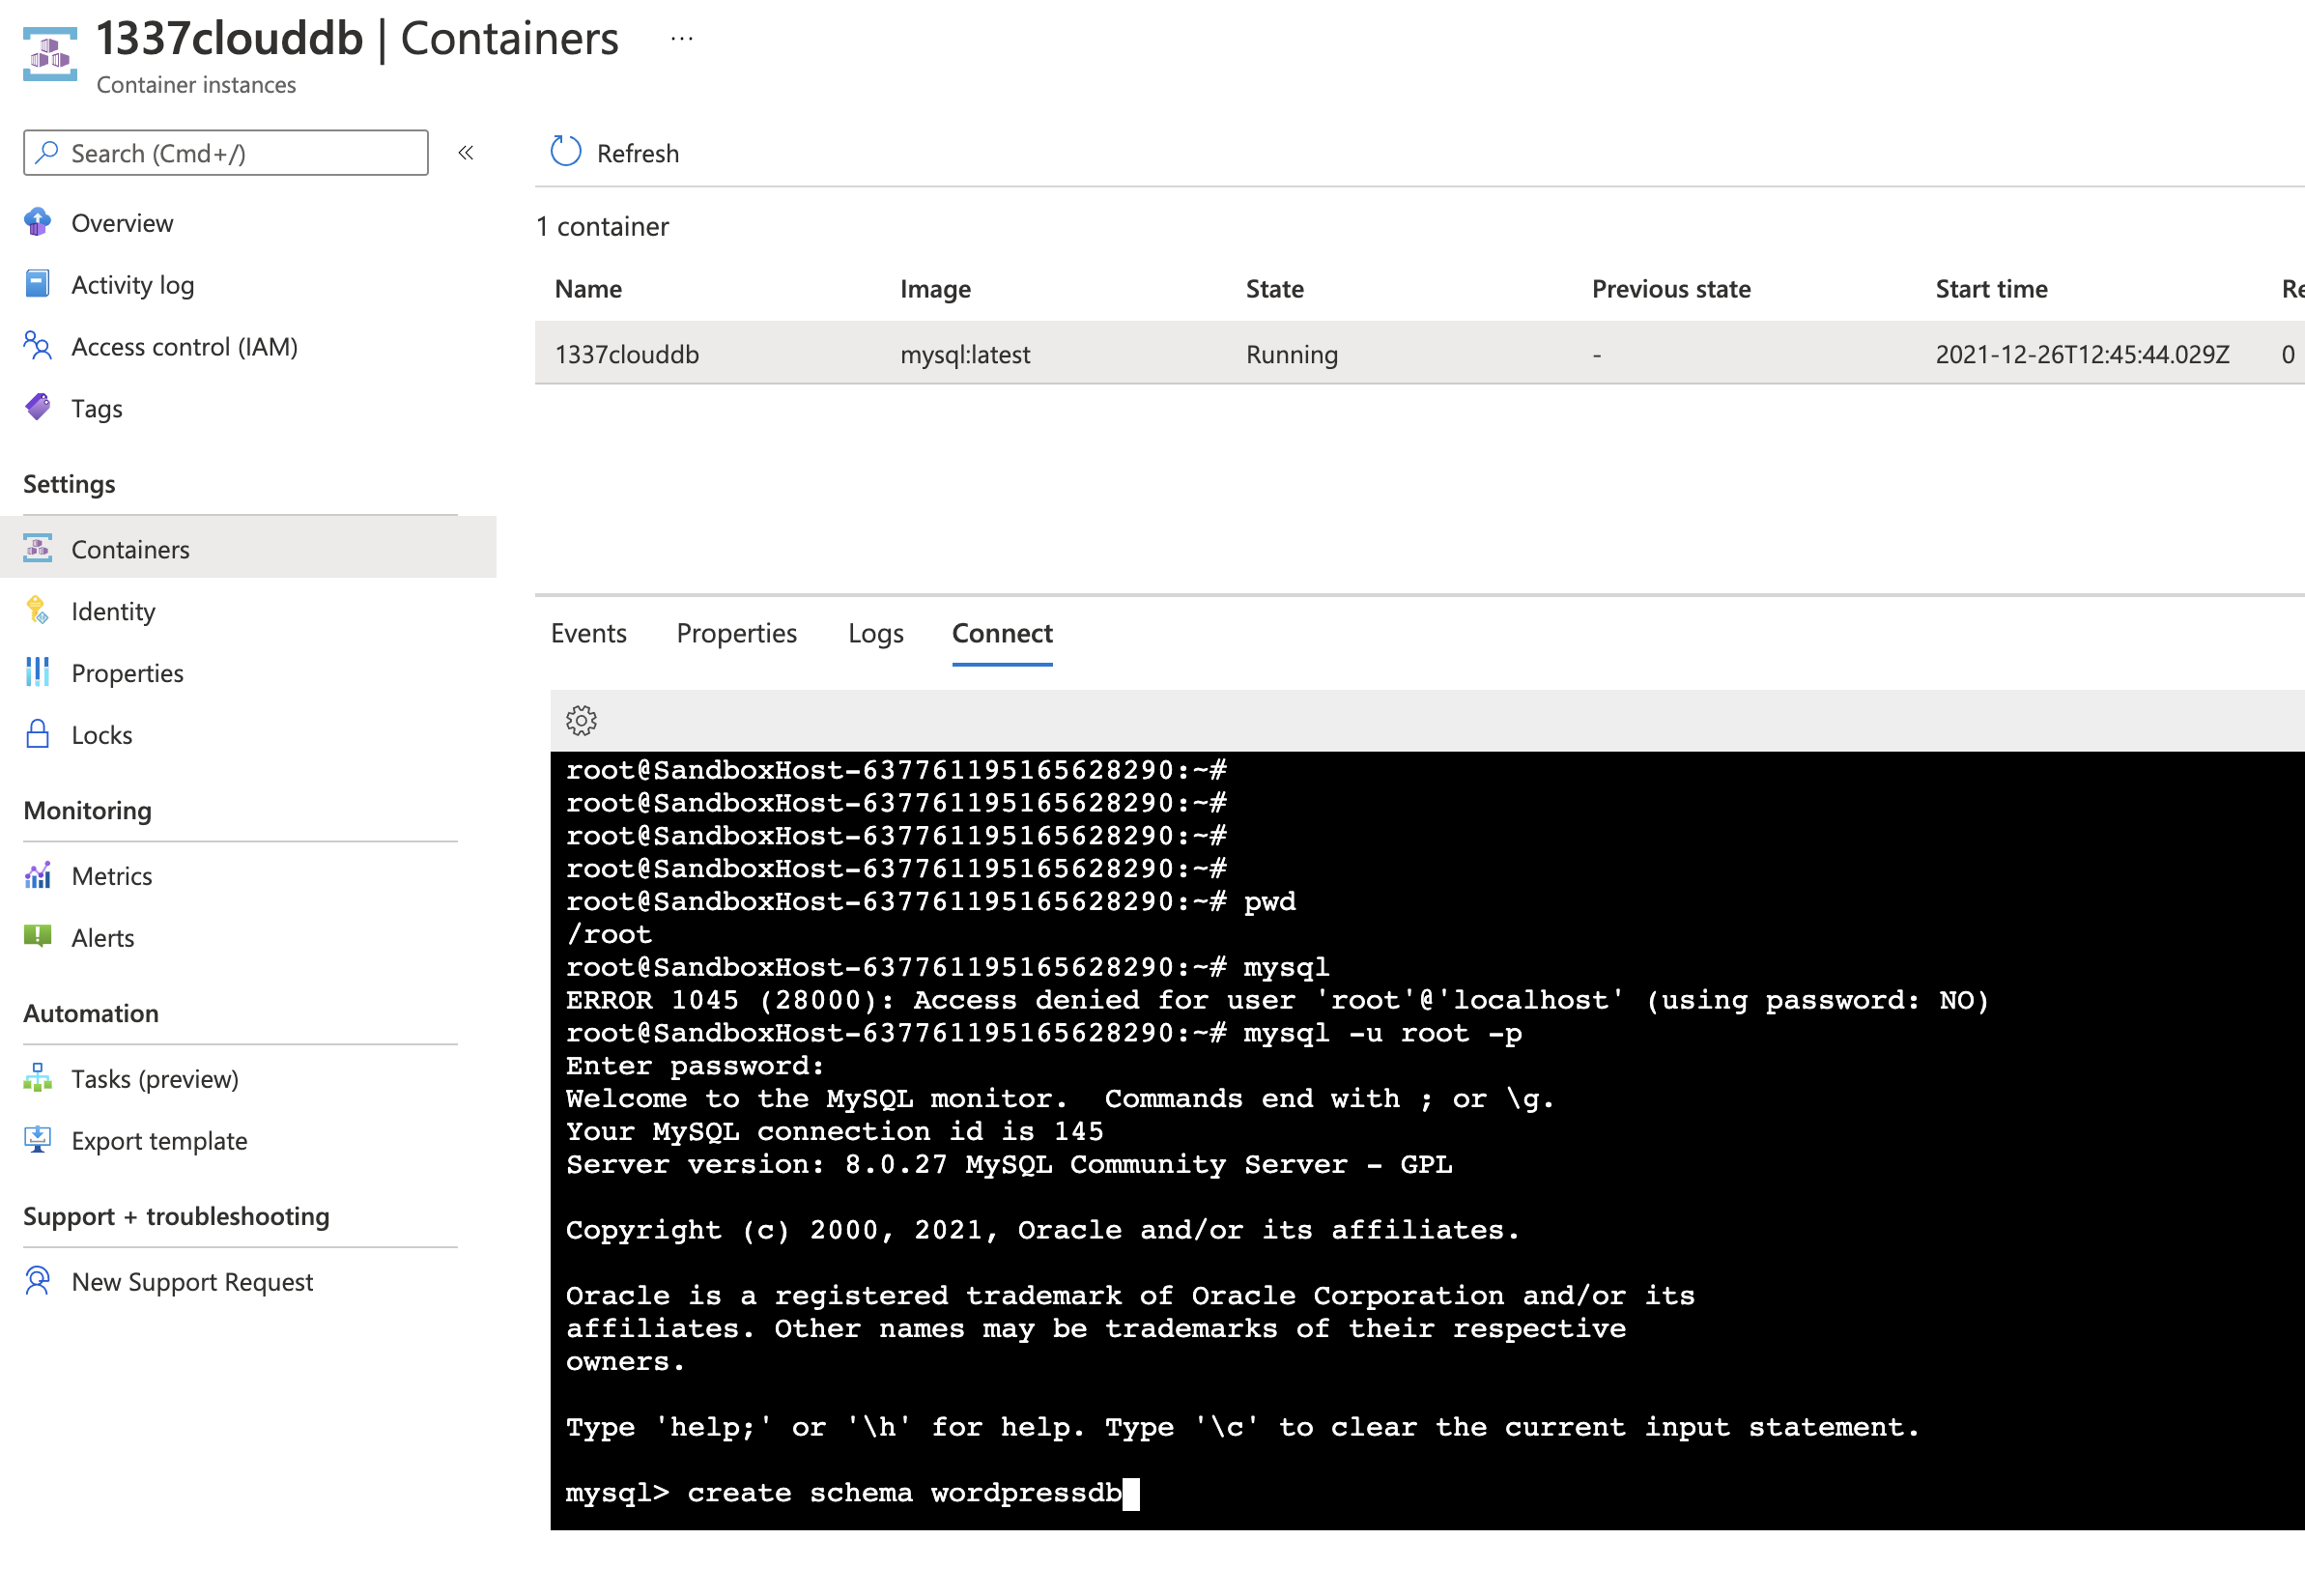 1337clouddb | Containers ...
Container instances
Search (Cmd+/)
«
Overview
Activity log
Access control (IAM)
Tags
Settings
Containers
Identity
Properties
Locks
Monitoring
Metrics
Alerts
Automation
Tasks (preview)
Export template
Support + troubleshooting
New Support Request
Refresh
1 container
Name Image State Previous state Start time Re
1337clouddb mysql:latest Running - 2021-12-26T12:45:44.029Z 0
Events Properties Logs Connect
root@SandboxHost-637761195165628290:~#
root@SandboxHost-637761195165628290:~#
root@SandboxHost-637761195165628290:~#
root@SandboxHost-637761195165628290:~#
root@SandboxHost-637761195165628290:~# pwd
/root
root@SandboxHost-637761195165628290:~# mysql
ERROR 1045 (28000): Access denied for user 'root'@'localhost' (using password: NO)
root@SandboxHost-637761195165628290:~# mysql -u root -p
Enter password:
Welcome to the MySQL monitor.  Commands end with ; or \g.
Your MySQL connection id is 145
Server version: 8.0.27 MySQL Community Server - GPL
Copyright (c) 2000, 2021, Oracle and/or its affiliates.
Oracle is a registered trademark of Oracle Corporation and/or its
affiliates. Other names may be trademarks of their respective
owners.
Type 'help;' or '\h' for help. Type '\c' to clear the current input statement.
mysql> create schema wordpressdb